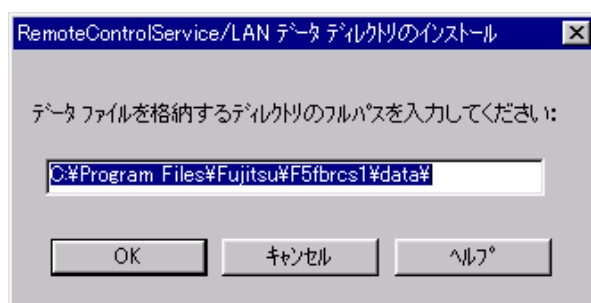 RemoteControlService/LAN ﾃﾞｰﾀ ﾃﾞｨﾚｸﾄﾘのｲﾝｽﾄｰﾙ
ﾃﾞｰﾀ ﾌｧｲﾙを格納するﾃﾞｨﾚｸﾄﾘのﾌﾙﾊﾟｽを入力してください:
C:¥Program Files¥Fujitsu¥F5fbrcs1¥data¥
OK ｷｬﾝｾﾙ ﾍﾙﾌﾟ